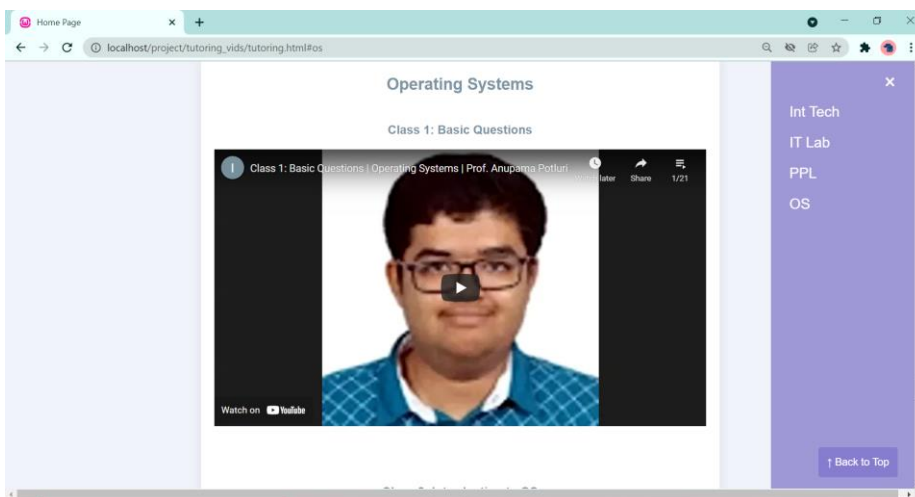 Home Page
localhost/project/tutoring_vids/tutoring.html#os
Operating Systems
Class 1: Basic Questions
I
Class 1: Basic Questions | Operating Systems | Prof. Anupama Potluri
later
Share
1/21
Watch on YouTube
Int Tech
IT Lab
PPL
OS
↑ Back to Top